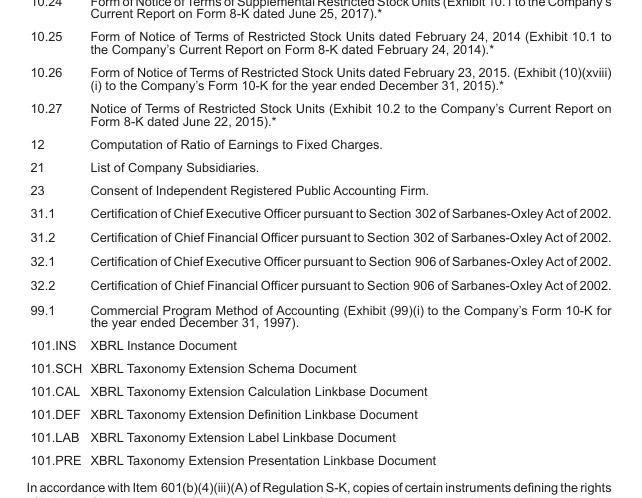 10.24 Form of Notice of Terms of Supplemental Restricted Stock Units (Exhibit 10.1 to the Company's
Current Report on Form 8-K dated June 25, 2017).*
10.25 Form of Notice of Terms of Restricted Stock Units dated February 24, 2014 (Exhibit 10.1 to
the Company's Current Report on Form 8-K dated February 24, 2014).*
10.26 Form of Notice of Terms of Restricted Stock Units dated February 23, 2015. (Exhibit (10)(xviii)
(i) to the Company's Form 10-K for the year ended December 31, 2015).*
10.27 Notice of Terms of Restricted Stock Units (Exhibit 10.2 to the Company's Current Report on
Form 8-K dated June 22, 2015).*
12 Computation of Ratio of Earnings to Fixed Charges.
21 List of Company Subsidiaries.
23 Consent of Independent Registered Public Accounting Firm.
31.1 Certification of Chief Executive Officer pursuant to Section 302 of Sarbanes-Oxley Act of 2002.
31.2 Certification of Chief Financial Officer pursuant to Section 302 of Sarbanes-Oxley Act of 2002.
32.1 Certification of Chief Executive Officer pursuant to Section 906 of Sarbanes-Oxley Act of 2002.
32.2 Certification of Chief Financial Officer pursuant to Section 906 of Sarbanes-Oxley Act of 2002.
99.1 Commercial Program Method of Accounting (Exhibit (99)(i) to the Company's Form 10-K for
the year ended December 31, 1997).
101.INS XBRL Instance Document
101.SCH XBRL Taxonomy Extension Schema Document
101.CAL XBRL Taxonomy Extension Calculation Linkbase Document
101.DEF XBRL Taxonomy Extension Definition Linkbase Document
101.LAB XBRL Taxonomy Extension Label Linkbase Document
101.PRE XBRL Taxonomy Extension Presentation Linkbase Document
In accordance with Item 601(b)(4)(iii)(A) of Regulation S-K, copies of certain instruments defining the rights